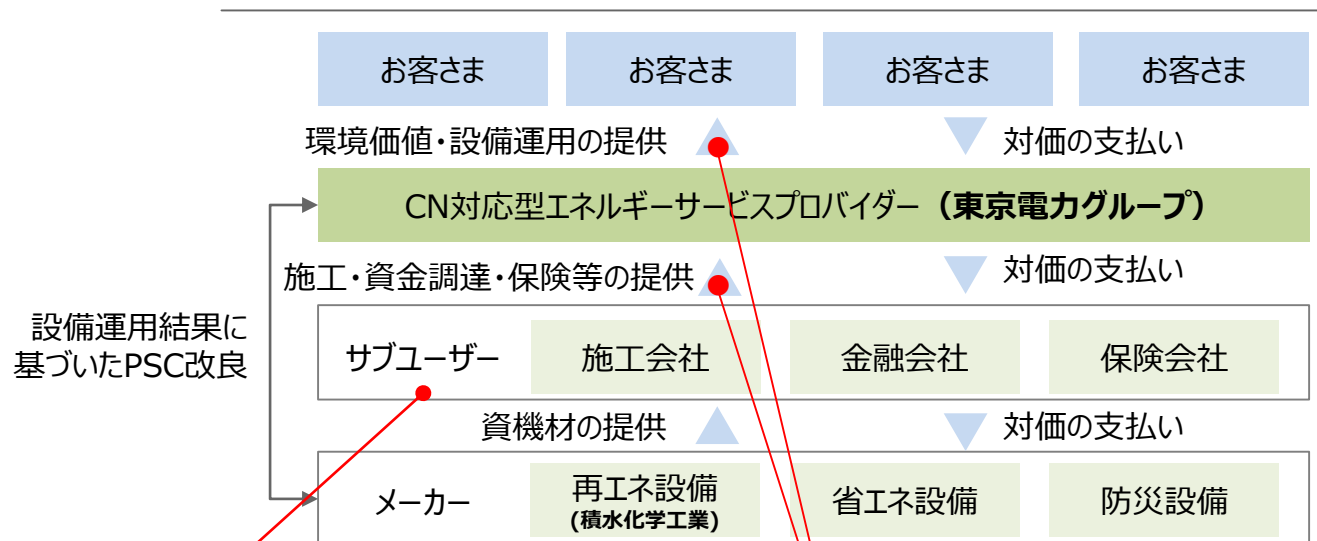 お客さま お客さま お客さま お客さま
環境価値・設備運用の提供 対価の支払い
CN対応型エネルギーサービスプロバイダー（東京電力グループ）
施工・資金調達・保険等の提供 対価の支払い
設備運用結果に
基づいたPSC改良
サブユーザー 施工会社 金融会社 保険会社
資機材の提供 対価の支払い
メーカー 再エネ設備 省エネ設備 防災設備
(積水化学工業)